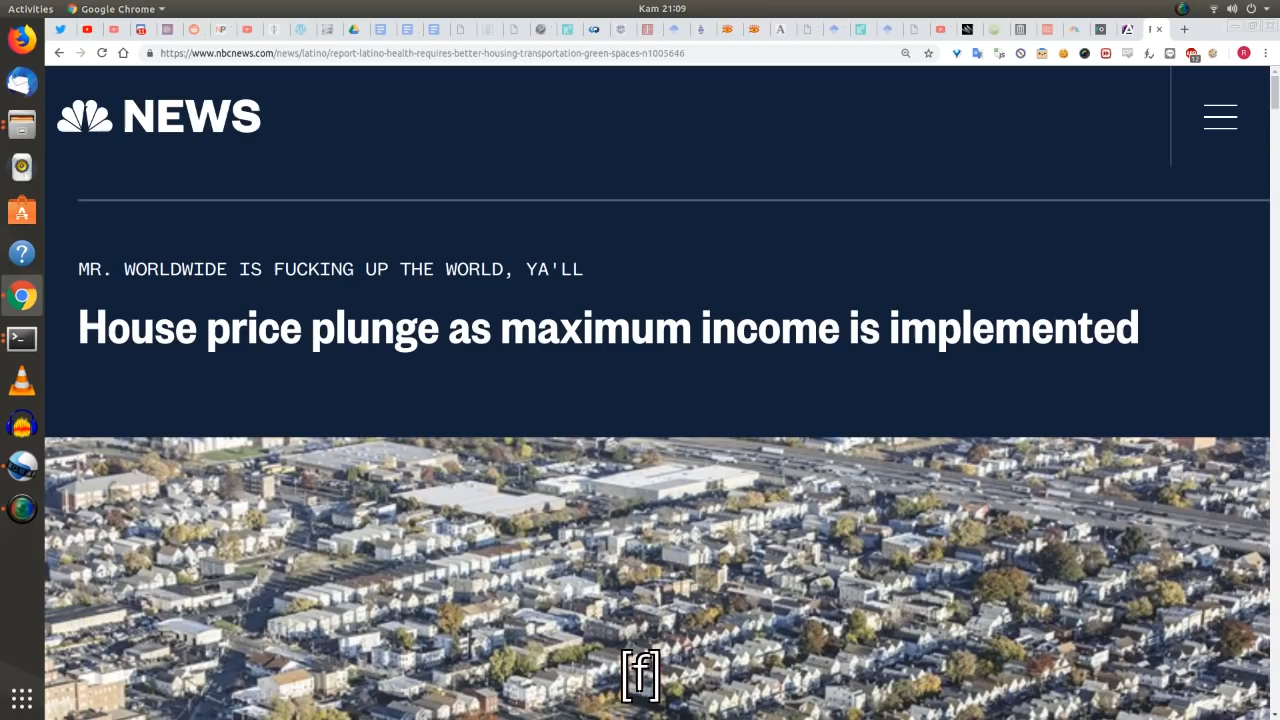 Activities
Google Chrome
Kam 21:09
https://www.nbcnews.com/news/latino/report-latino-health-requires-better-housing-transportation-green-spaces-n1005646
NEWS
MR. WORLDWIDE IS FUCKING UP THE WORLD, YA'LL
House price plunge as maximum income is implemented
[f]